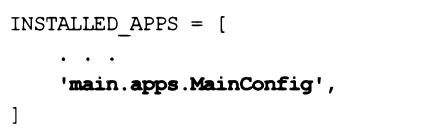 INSTALLED_APPS = [
. . .
'main.apps.MainConfig',
]